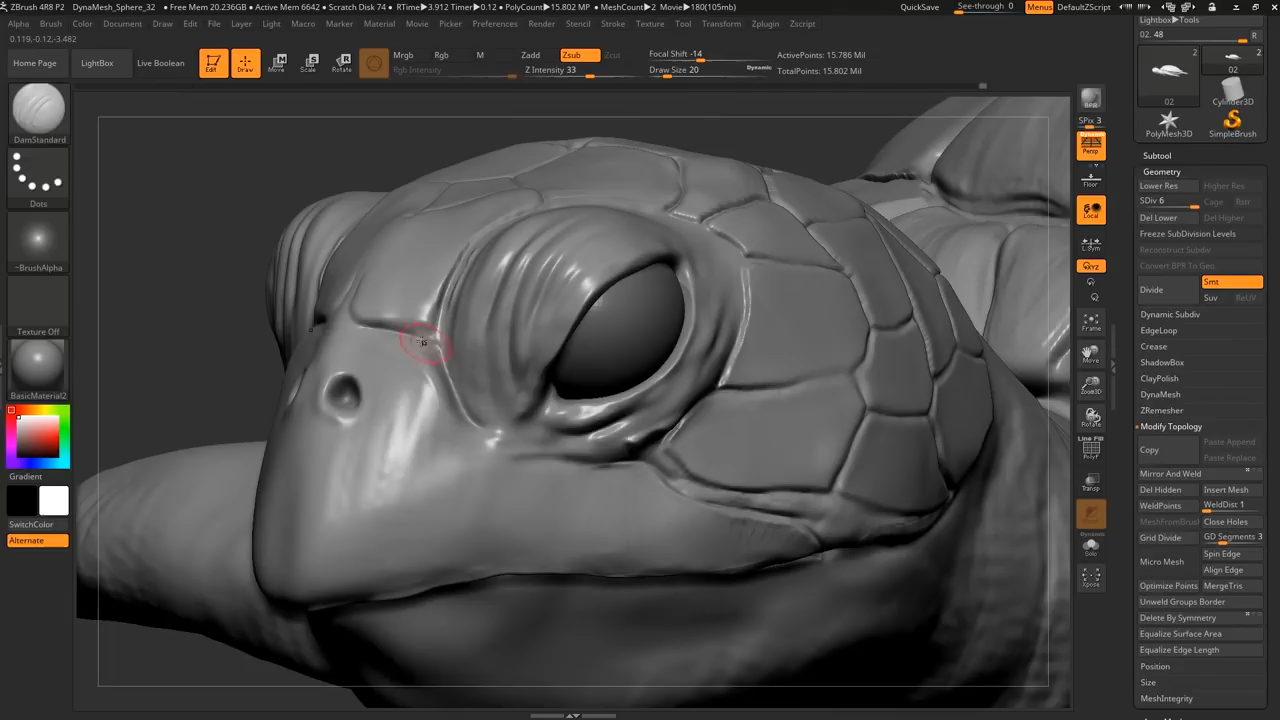 ZBrush 4R8 P2 DynaMesh_Sphere_32 • Free Mem 20.236GB • Active Mem 6642 • Scratch Disk 74 • RTime▶3.912 Timer▶0.12 • PolyCount▶15.802 MP • MeshCount▶2 Movie▶180(105mb)
QuickSave See-through 0 Menus DefaultZScript
Alpha Brush Color Document Draw Edit File Layer Light Macro Marker Material Movie Picker Preferences Render Stencil Stroke Texture Tool Transform Zplugin Zscript
0.119,-0.12,-3.482
Home Page LightBox Live Boolean Edit Draw Move Scale Rotate
Mrgb Rgb M Zadd Zsub Zcut Focal Shift -14 ActivePoints: 15.786 Mil
Rgb Intensity Z Intensity 33 Draw Size 20 Dynamic TotalPoints: 15.802 Mil
DamStandard
Dots
~BrushAlpha
Texture Off
BasicMaterial2
Gradient
SwitchColor
Alternate
BPR
SPix 3
Dynamic
Persp
Floor
Local
L.Sym
xyz
Frame
Move
Zoom3D
Rotate
Line Fill
PolyF
Transp
Dynamic
Solo
Xpose
Lightbox▶Tools
02. 48 R
2 2
02
02 Cylinder3D
PolyMesh3D SimpleBrush
Subtool
Geometry
Lower Res Higher Res
SDiv 6 Cage Rstr
Del Lower Del Higher
Freeze SubDivision Levels
Reconstruct Subdiv
Convert BPR To Geo
Divide Smt
Suv ReUV
Dynamic Subdiv
EdgeLoop
Crease
ShadowBox
ClayPolish
DynaMesh
ZRemesher
Modify Topology
Copy Paste Append
Paste Replace
Mirror And Weld
Del Hidden Insert Mesh
WeldPoints WeldDist 1
MeshFromBrush Close Holes
Grid Divide GD Segments 3
Micro Mesh Spin Edge
Align Edge
Optimize Points MergeTris
Unweld Groups Border
Delete By Symmetry
Equalize Surface Area
Equalize Edge Length
Position
Size
MeshIntegrity